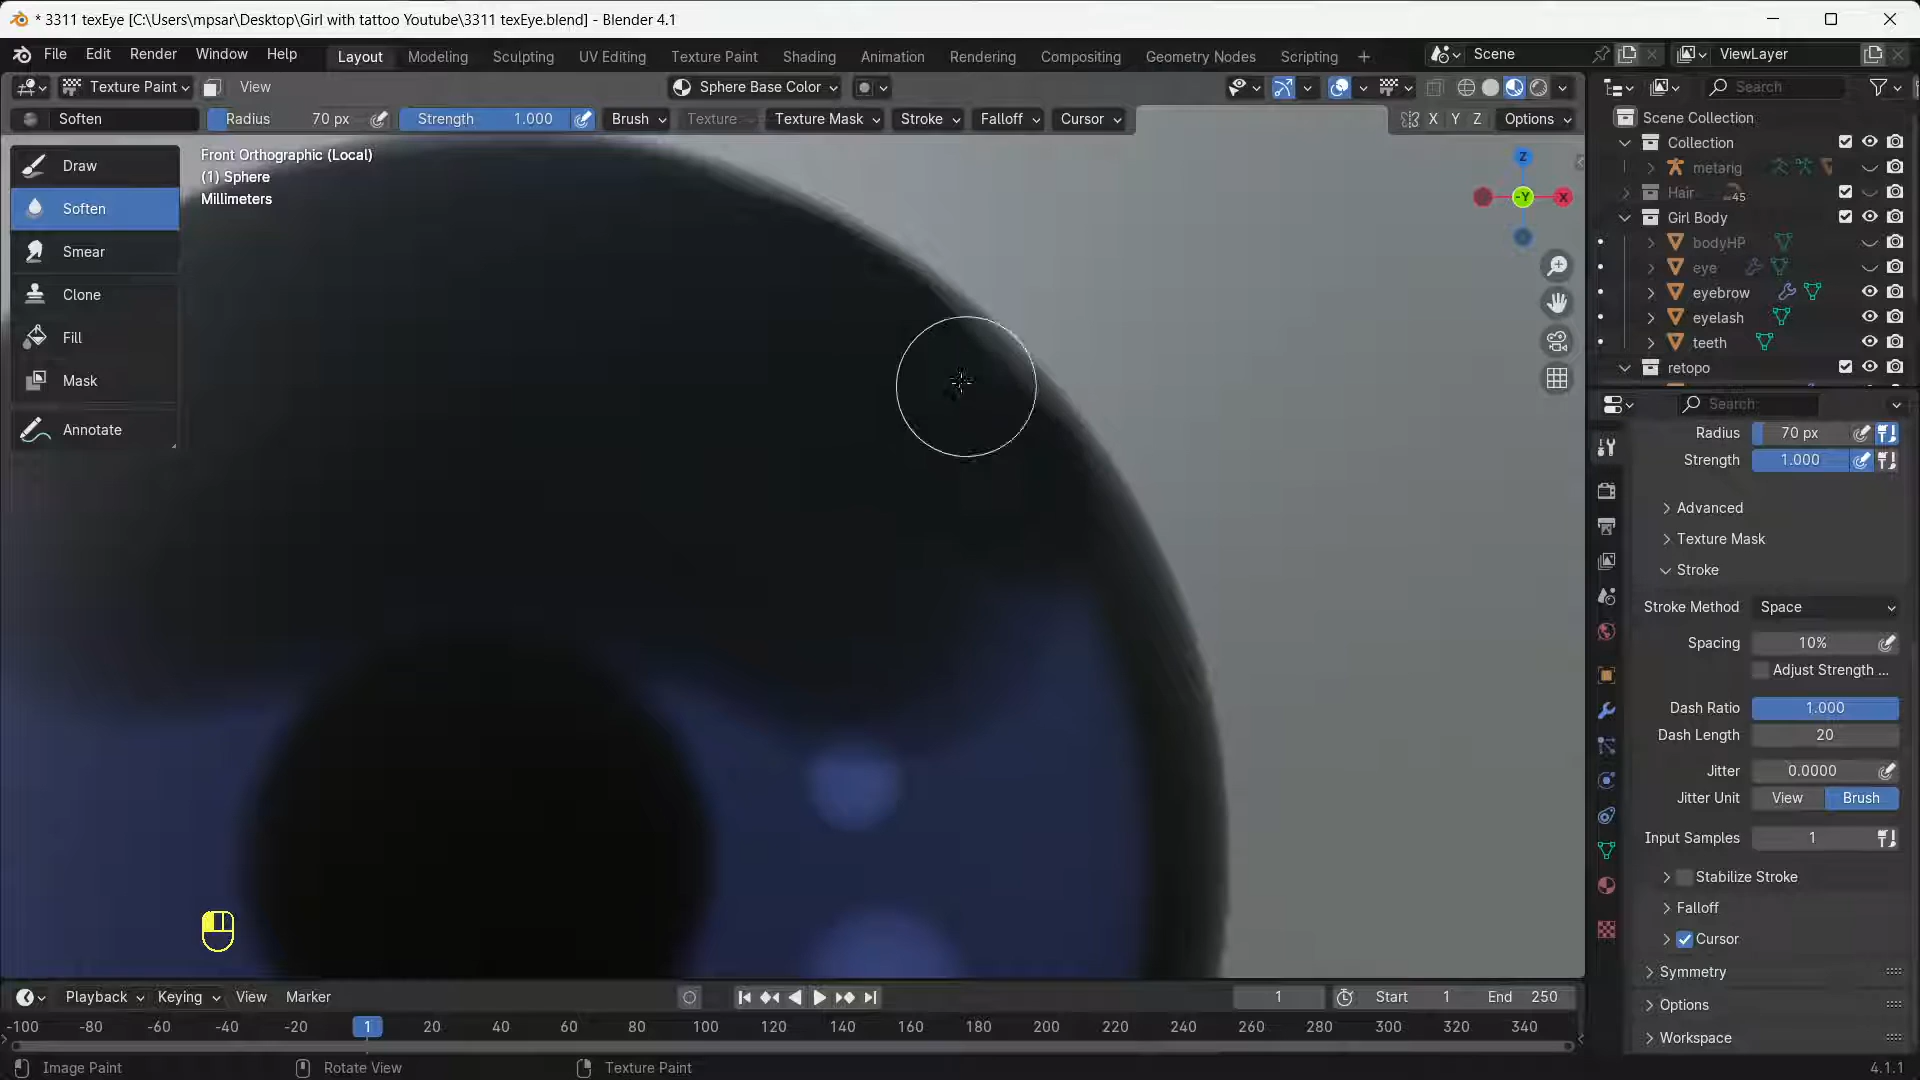 * 3311 texEye [C:\Users\mpsar\Desktop\Girl with tattoo Youtube\3311 texEye.blend] - Blender 4.1
File Edit Render Window Help
Layout Modeling Sculpting UV Editing Texture Paint Shading Animation Rendering Compositing Geometry Nodes Scripting +
Scene
ViewLayer
Texture Paint View
Sphere Base Color
Search
Soften Radius 70 px Strength 1.000 Brush Texture Texture Mask Stroke Falloff Cursor
X Y Z Options
Draw
Soften
Smear
Clone
Fill
Mask
Annotate
Front Orthographic (Local)
(1) Sphere
Millimeters
Z
-Y
X
Scene Collection
Collection
metarig
Hair 45
Girl Body
bodyHP
eye
eyebrow
eyelash
teeth
retopo
Search
Radius 70 px
Strength 1.000
Advanced
Texture Mask
Stroke
Stroke Method Space
Spacing 10%
Adjust Strength ...
Dash Ratio 1.000
Dash Length 20
Jitter 0.0000
Jitter Unit View Brush
Input Samples 1
Stabilize Stroke
Falloff
Cursor
Symmetry
Options
Workspace
Playback Keying View Marker
1 Start 1 End 250
-100 -80 -60 -40 -20 1 20 40 60 80 100 120 140 160 180 200 220 240 260 280 300 320 340
Image Paint Rotate View Texture Paint
4.1.1